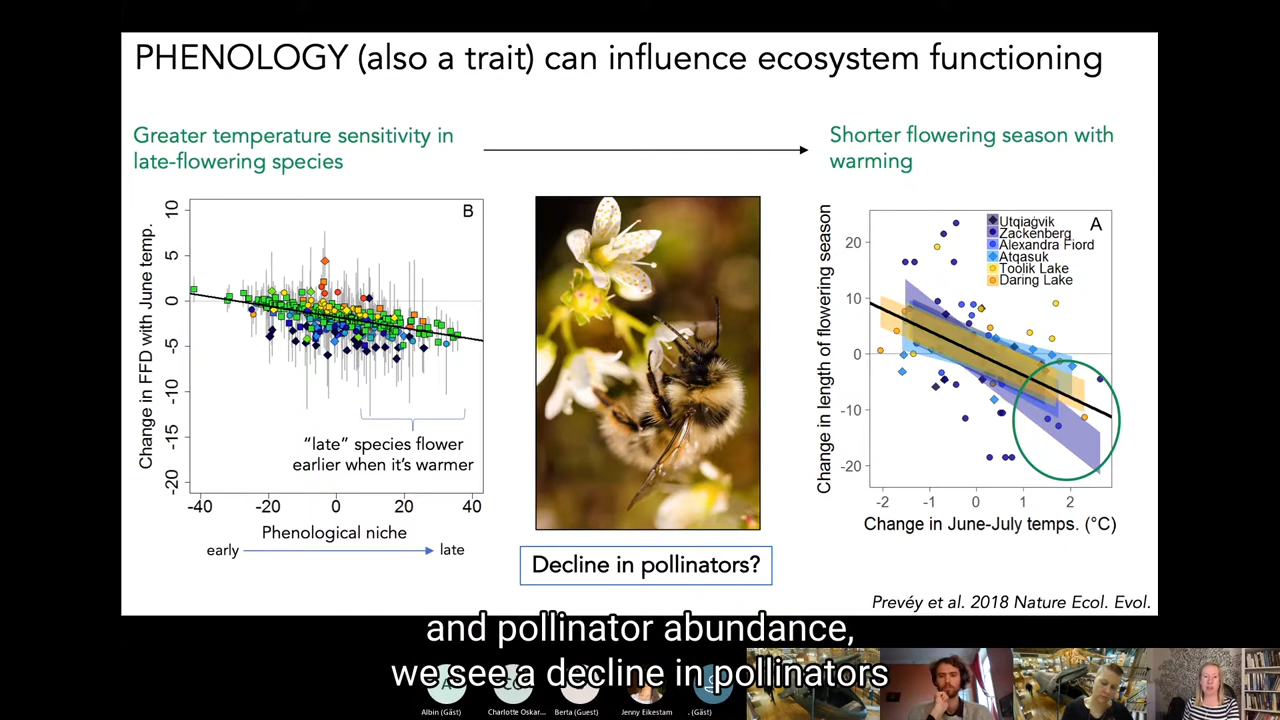 PHENOLOGY (also a trait) can influence ecosystem functioning
Greater temperature sensitivity in
late-flowering species
Shorter flowering season with
warming
B
Change in FFD with June temp.
10
5
0
-5
-10
-15
-20
-40
-20
0
20
40
"late" species flower
earlier when it's warmer
Phenological niche
early
late
Decline in pollinators?
A
Utqiaġvik
Zackenberg
Alexandra Fiord
Atqasuk
Toolik Lake
Daring Lake
Change in length of flowering season
20
10
0
-10
-20
-2
-1
0
1
2
Change in June-July temps. (°C)
Prevéy et al. 2018 Nature Ecol. Evol.
and pollinator abundance,
we see a decline in pollinators
Albin (Gäst)
Charlotte Oskar...
Berta (Guest)
Jenny Eikestam
. (Gäst)